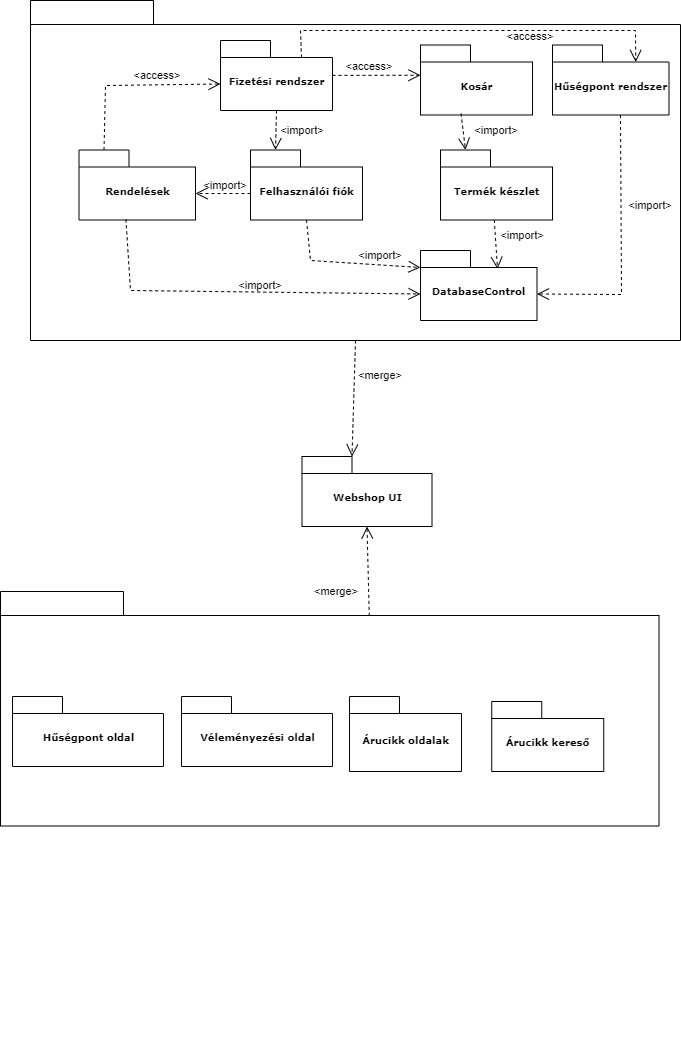 <access>
<access>
<access>
Fizetési rendszer
Kosár
Hűségpont rendszer
<import>
<import>
<import>
Rendelések
Felhasználói fiók
Termék készlet
<import>
<import>
<import>
<import>
DatabaseControl
<merge>
Webshop UI
<merge>
Hűségpont oldal
Véleményezési oldal
Árucikk oldalak
Árucikk kereső